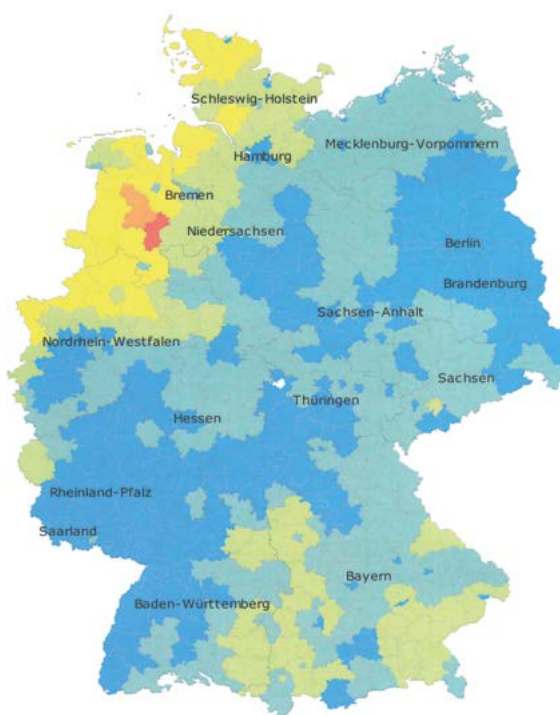 Schleswig-Holstein
Mecklenburg-Vorpommern
Hamburg
Bremen
Niedersachsen
Berlin
Brandenburg
Sachsen-Anhalt
Nordrhein-Westfalen
Sachsen
Thüringen
Hessen
Rheinland-Pfalz
Saarland
Bayern
Baden-Württemberg